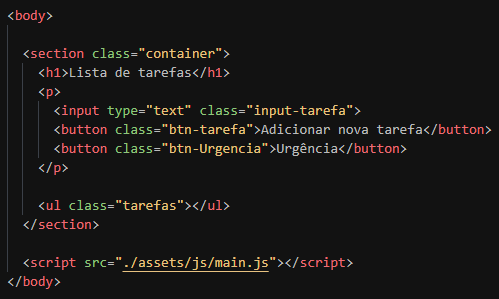 <body>
<section class="container">
<h1>Lista de tarefas</h1>
<p>
<input type="text" class="input-tarefa">
<button class="btn-tarefa">Adicionar nova tarefa</button>
<button class="btn-Urgencia">Urgência</button>
</p>
<ul class="tarefas"></ul>
</section>
<script src="./assets/js/main.js"></script>
</body>